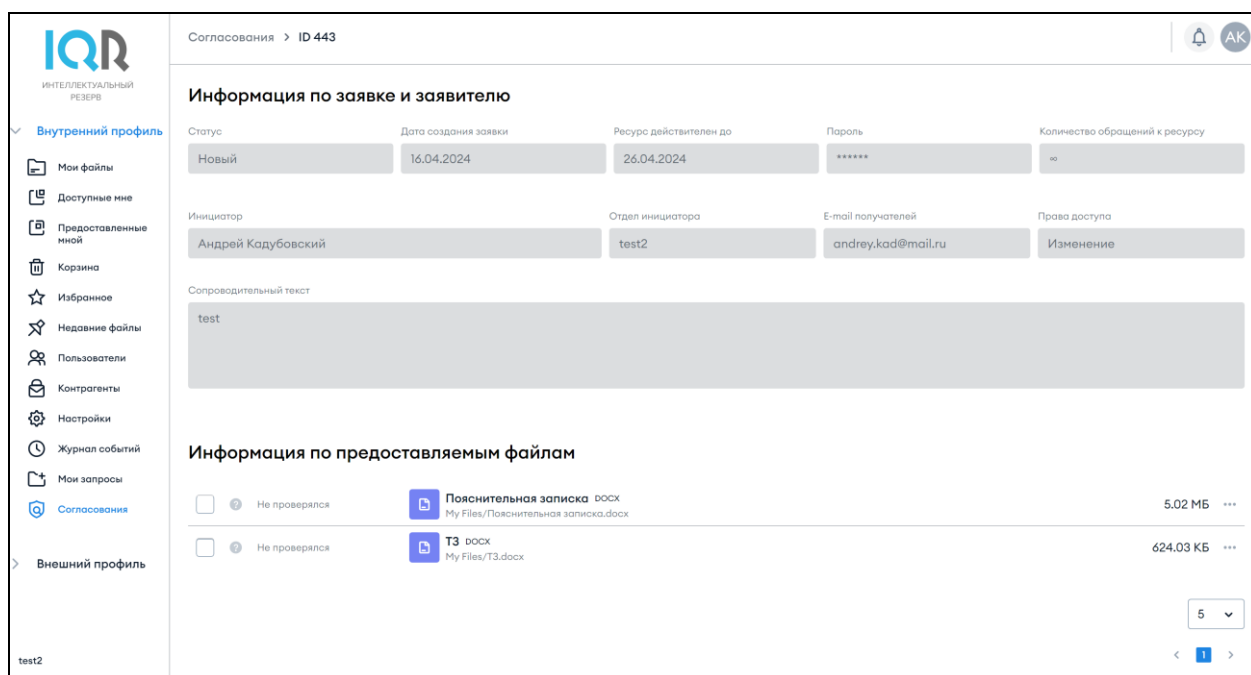 IQR
ИНТЕЛЛЕКТУАЛЬНЫЙ
РЕЗЕРВ
Внутренний профиль
Мои файлы
Доступные мне
Предоставленные
мной
Корзина
Избранное
Недавние файлы
Пользователи
Контрагенты
Настройки
Журнал событий
Мои запросы
Согласования
Внешний профиль
test2
Согласования > ID 443
AK
Информация по заявке и заявителю
Статус Дата создания заявки Ресурс действителен до Пароль Количество обращений к ресурсу
Новый 16.04.2024 26.04.2024 ****** ∞
Инициатор Отдел инициатора E-mail получателей Права доступа
Андрей Кадубовский test2 andrey.kad@mail.ru Изменение
Сопроводительный текст
test
Информация по предоставляемым файлам
? Не проверялся Пояснительная записка DOCX 5.02 МБ ...
My Files/Пояснительная записка.docx
? Не проверялся ТЗ DOCX 624.03 КБ ...
My Files/ТЗ.docx
5
< 1 >